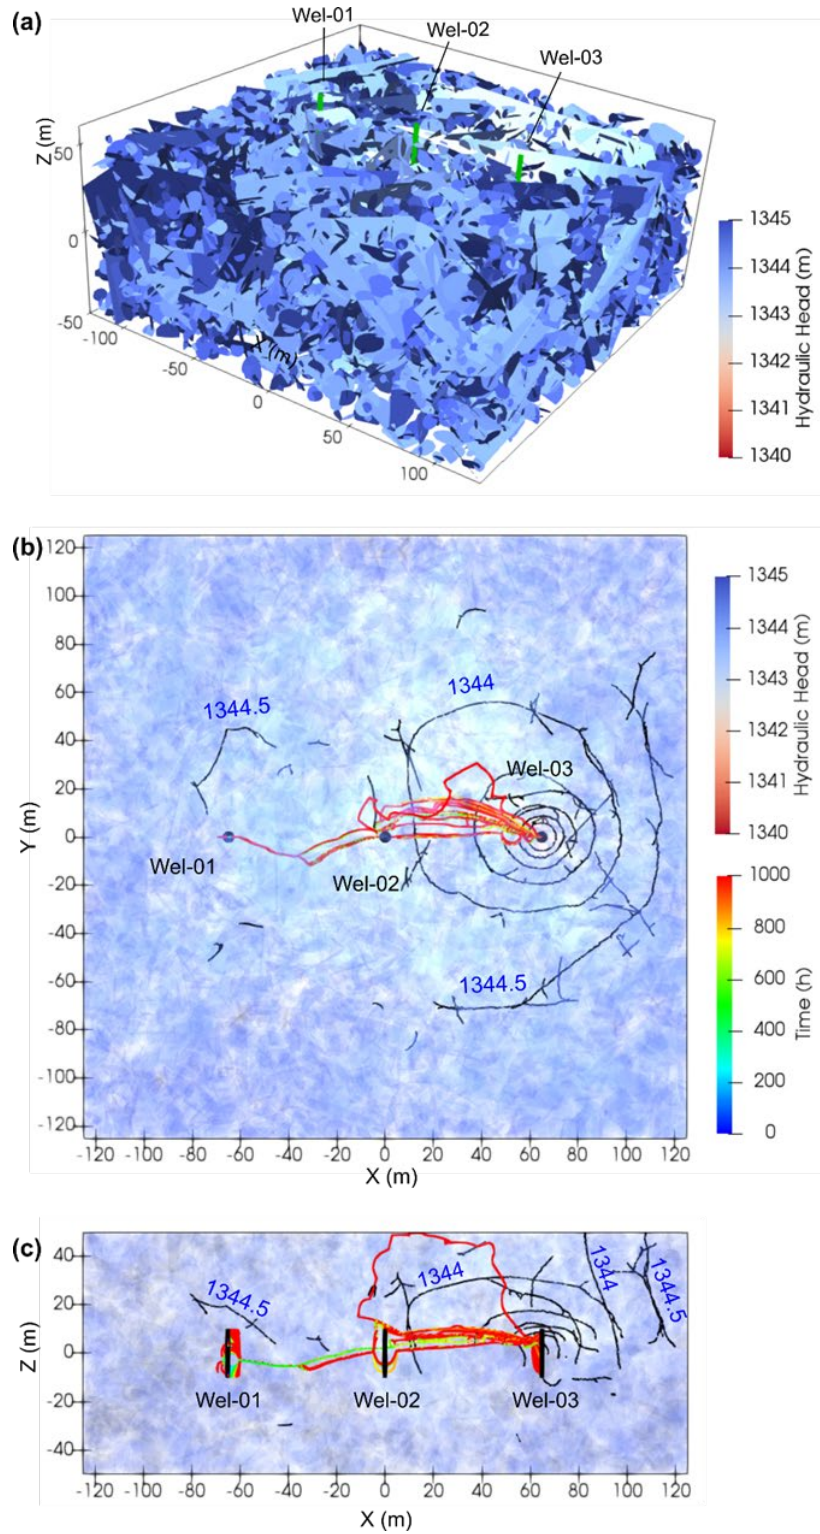 (a)
Wel-01
Wel-02
Wel-03
Z (m)
50
0
-50
-100
-50
X (m)
0
50
100
1345
1344
1343
1342
1341
1340
Hydraulic Head (m)
(b)
120
100
80
60
40
20
0
-20
-40
-60
-80
-100
-120
Y (m)
1344.5
1344
Wel-03
Wel-01
Wel-02
1344.5
-120 -100 -80 -60 -40 -20 0 20 40 60 80 100 120
X (m)
1345
1344
1343
1342
1341
1340
Hydraulic Head (m)
1000
800
600
400
200
0
Time (h)
(c)
40
20
0
-20
-40
Z (m)
1344.5
1344
1344
1344.5
Wel-01
Wel-02
Wel-03
-120 -100 -80 -60 -40 -20 0 20 40 60 80 100 120
X (m)